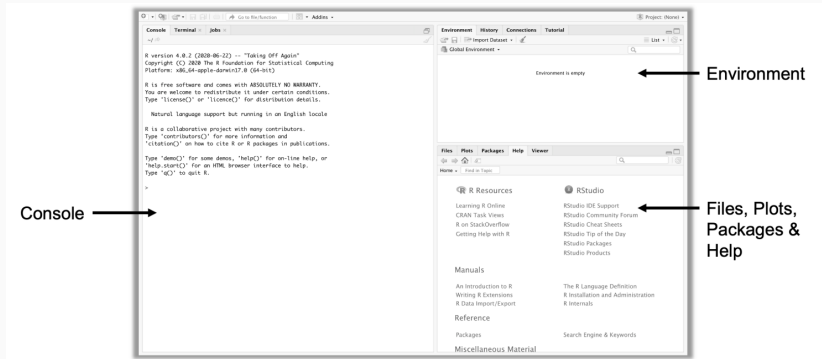 Go to file/function
Addins
Project: (None)
Console Terminal Jobs
~/
R version 4.0.2 (2020-06-22) -- "Taking Off Again"
Copyright (C) 2020 The R Foundation for Statistical Computing
Platform: x86_64-apple-darwin17.0 (64-bit)
R is free software and comes with ABSOLUTELY NO WARRANTY.
You are welcome to redistribute it under certain conditions.
Type 'license()' or 'licence()' for distribution details.
Natural language support but running in an English locale
R is a collaborative project with many contributors.
Type 'contributors()' for more information and
'citation()' on how to cite R or R packages in publications.
Type 'demo()' for some demos, 'help()' for on-line help, or
'help.start()' for an HTML browser interface to help.
Type 'q()' to quit R.
>
Console
Environment History Connections Tutorial
Import Dataset List
Global Environment
Environment is empty
Environment
Files Plots Packages Help Viewer
Home Find in Topic
R Resources
Learning R Online
CRAN Task Views
R on StackOverflow
Getting Help with R
RStudio
RStudio IDE Support
RStudio Community Forum
RStudio Cheat Sheets
RStudio Tip of the Day
RStudio Packages
RStudio Products
Manuals
An Introduction to R The R Language Definition
Writing R Extensions R Installation and Administration
R Data Import/Export R Internals
Reference
Packages Search Engine & Keywords
Miscellaneous Material
Files, Plots,
Packages &
Help